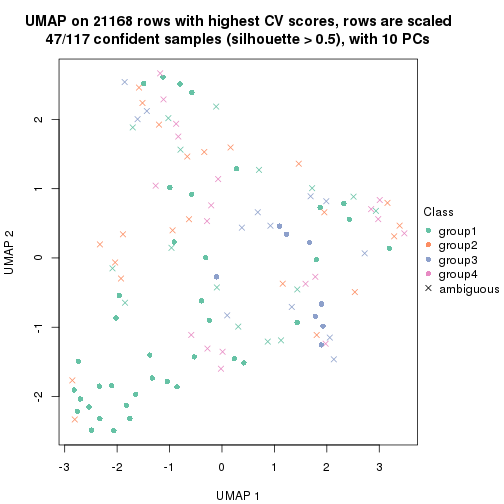 UMAP on 21168 rows with highest CV scores, rows are scaled
47/117 confident samples (silhouette > 0.5), with 10 PCs
UMAP 2
2
1
0
-1
-2
-3
-2
-1
0
1
2
3
UMAP 1
Class
group1
group2
group3
group4
ambiguous